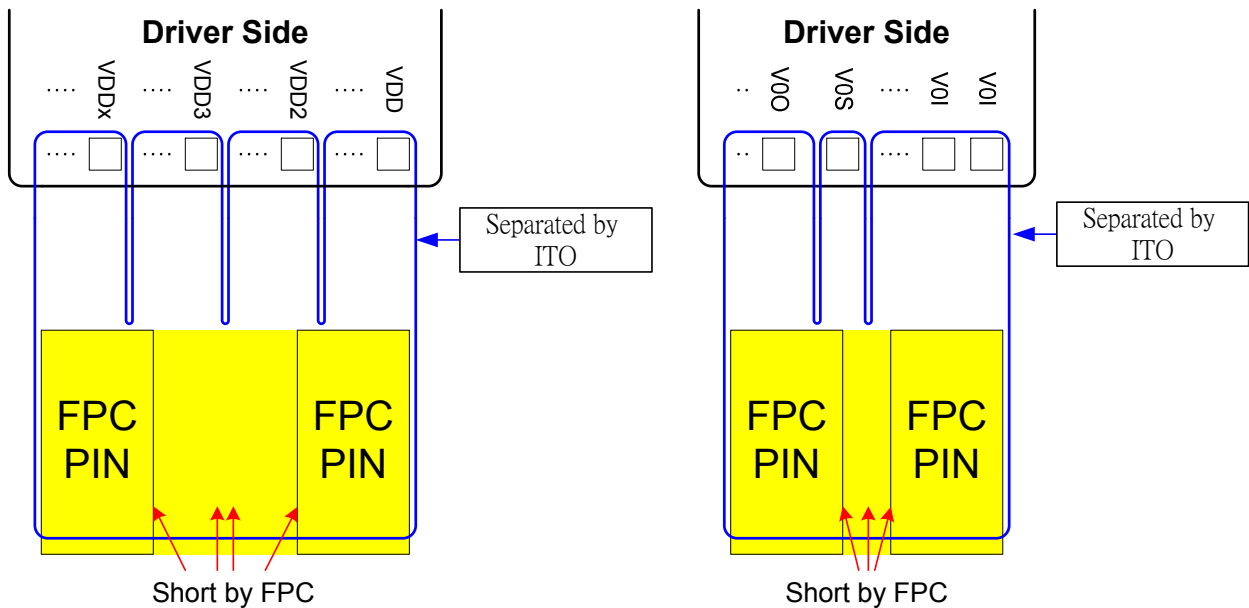 Driver Side
.... VDDx .... VDD3 .... VDD2 .... VDD
.... .... .... ....
Separated by
ITO
FPC
PIN
FPC
PIN
Short by FPC
Driver Side
.. V0O V0S .... V0I V0I
.. ....
Separated by
ITO
FPC
PIN
FPC
PIN
Short by FPC